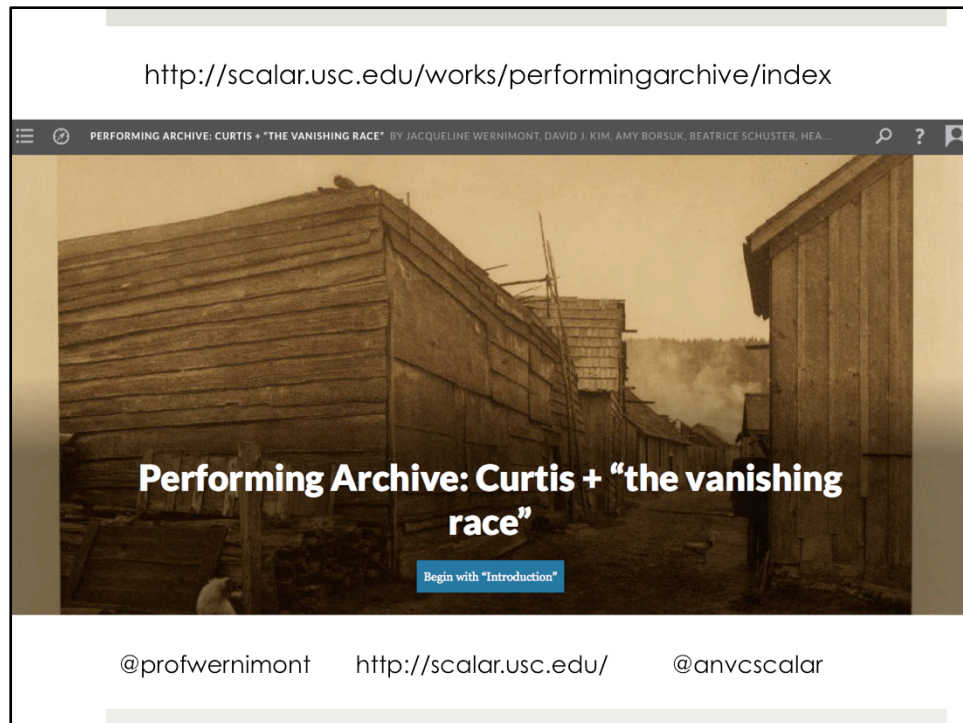 http://scalar.usc.edu/works/performingarchive/index
PERFORMING ARCHIVE: CURTIS + "THE VANISHING RACE" BY JACQUELINE WERNIMONT, DAVID J. KIM, AMY BORSUK, BEATRICE SCHUSTER, HEA... ?
Performing Archive: Curtis + “the vanishing
race”
Begin with “Introduction”
@profwernimont http://scalar.usc.edu/ @anvcscalar